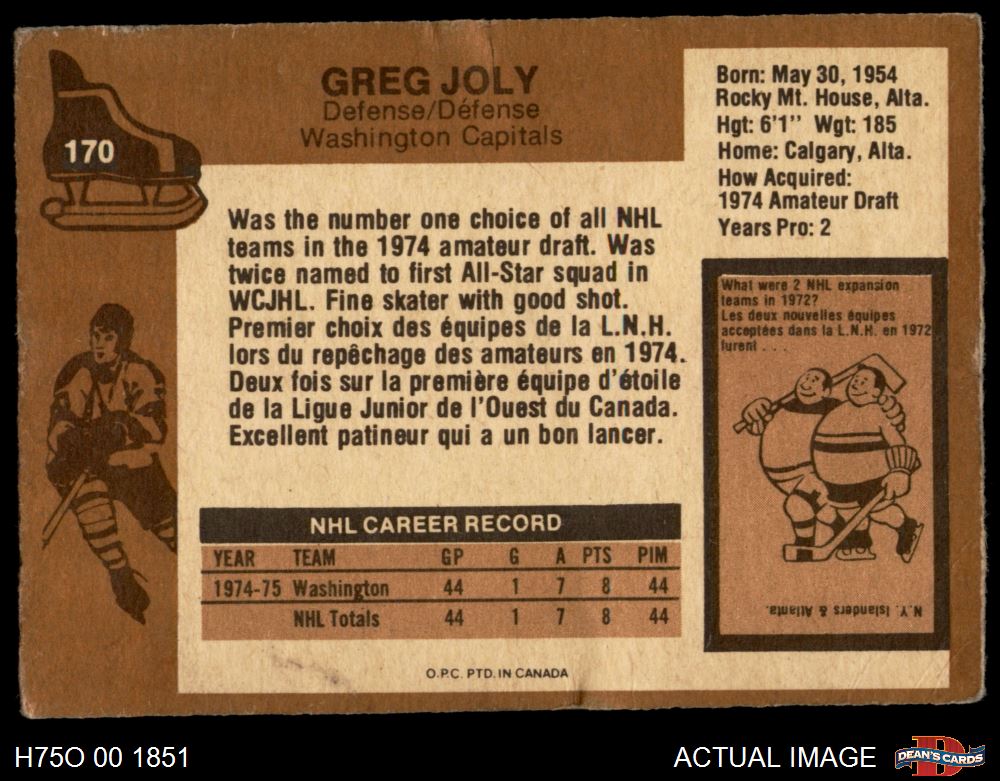 170
GREG JOLY
Defense/Défense
Washington Capitals
Born: May 30, 1954
Rocky Mt. House, Alta.
Hgt: 6'1" Wgt: 185
Home: Calgary, Alta.
How Acquired:
1974 Amateur Draft
Years Pro: 2
Was the number one choice of all NHL
teams in the 1974 amateur draft. Was
twice named to first All-Star squad in
WCJHL. Fine skater with good shot.
Premier choix des équipes de la L.N.H.
lors du repêchage des amateurs en 1974.
Deux fois sur la première équipe d'étoile
de la Ligue Junior de l'Ouest du Canada.
Excellent patineur qui a un bon lancer.
What were 2 NHL expansion
teams in 1972?
Les deux nouvelles équipes
acceptées dans la L.N.H. en 1972
furent . . .
N.Y. Islanders & Atlanta.
NHL CAREER RECORD
YEAR TEAM GP G A PTS PIM
1974-75 Washington 44 1 7 8 44
NHL Totals 44 1 7 8 44
O.P.C. PTD. IN CANADA
H75O 00 1851
ACTUAL IMAGE
D
DEAN'S CARDS